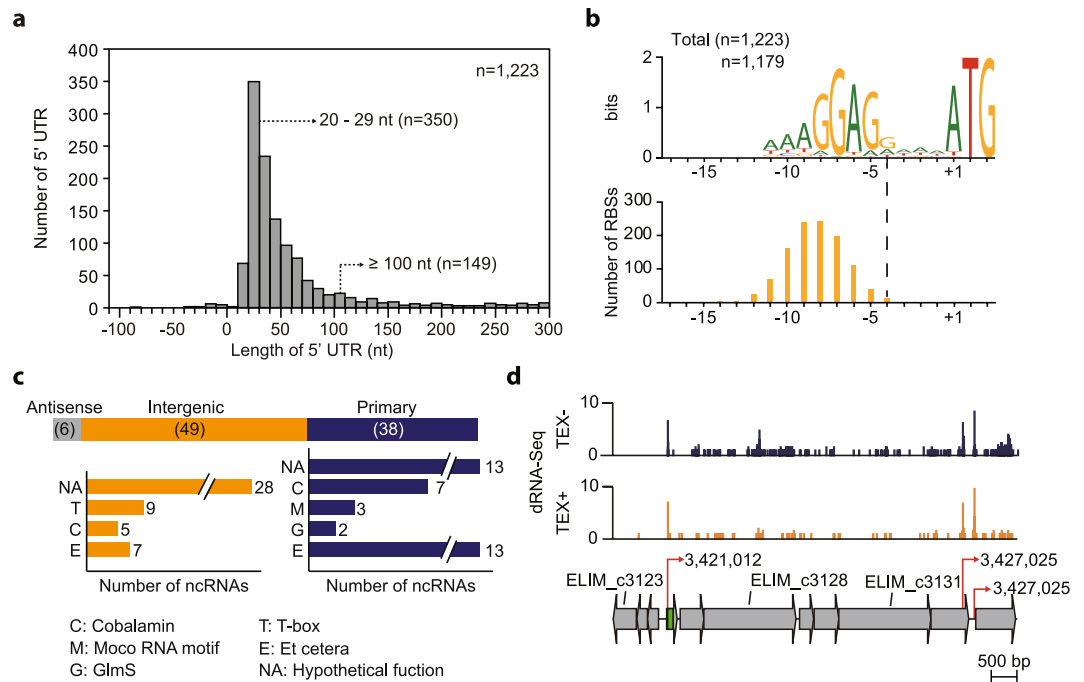 a
n=1,223
400
350
300
250
200
150
100
50
0
Number of 5' UTR
20 - 29 nt (n=350)
≥ 100 nt (n=149)
-100
-50
0
50
100
150
200
250
300
Length of 5' UTR (nt)
b
Total (n=1,223)
n=1,179
2
1
0
bits
AAAGGAGG
ATG
-15
-10
-5
+1
300
200
100
0
Number of RBSs
-15
-10
-5
+1
c
Antisense
Intergenic
Primary
(6)
(49)
(38)
NA
28
T
9
C
5
E
7
Number of ncRNAs
NA
13
C
7
M
3
G
2
E
13
Number of ncRNAs
C: Cobalamin
T: T-box
M: Moco RNA motif
E: Et cetera
G: GlmS
NA: Hypothetical fuction
d
dRNA-Seq
TEX-
10
0
TEX+
10
0
3,421,012
3,427,025
3,427,025
ELIM_c3123
ELIM_c3128
ELIM_c3131
500 bp